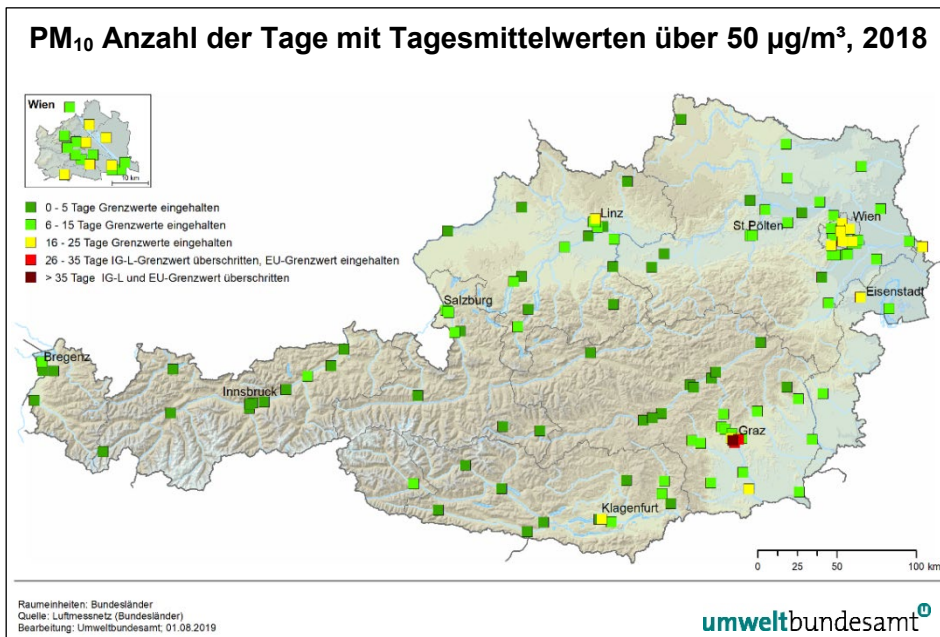 PM₁₀ Anzahl der Tage mit Tagesmittelwerten über 50 µg/m³, 2018
Wien
10 km
0 - 5 Tage Grenzwerte eingehalten
6 - 15 Tage Grenzwerte eingehalten
16 - 25 Tage Grenzwerte eingehalten
26 - 35 Tage IG-L-Grenzwert überschritten, EU-Grenzwert eingehalten
> 35 Tage IG-L und EU-Grenzwert überschritten
Linz
St.Pölten
Wien
Eisenstadt
Salzburg
Bregenz
Innsbruck
Graz
Klagenfurt
0 25 50 100 km
Raumeinheiten: Bundesländer
Quelle: Luftmessnetz (Bundesländer)
Bearbeitung: Umweltbundesamt; 01.08.2019
umweltbundesamt u